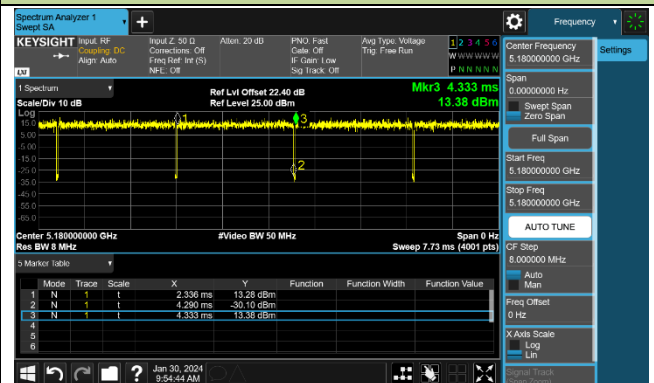 Spectrum Analyzer 1
Swept SA
Frequency
KEYSIGHT
Input: RF
Coupling: DC
Align: Auto
Input Z: 50 Ω
Corrections: Off
Freq Ref: Int (S)
NFE: Off
Atten: 20 dB
PNO: Fast
Gate: Off
IF Gain: Low
Sig Track: Off
Avg Type: Voltage
Trig: Free Run
1 2 3 4 5 6
W W W W W W
P N N N N N
LXI
1 Spectrum
Scale/Div 10 dB
Log
Ref Lvl Offset 22.40 dB
Ref Level 25.00 dBm
Mkr3 4.333 ms
13.38 dBm
15.0
5.00
-5.00
-15.0
-25.0
-35.0
-45.0
-55.0
-65.0
1
3
2
Center 5.180000000 GHz
Res BW 8 MHz
#Video BW 50 MHz
Span 0 Hz
Sweep 7.73 ms (4001 pts)
5 Marker Table
Mode Trace Scale X Y Function Function Width Function Value
1 N 1 t 2.336 ms 13.28 dBm
2 N 1 t 4.290 ms -30.10 dBm
3 N 1 t 4.333 ms 13.38 dBm
4
5
6
?
Jan 30, 2024
9:54:44 AM
Center Frequency
5.180000000 GHz
Settings
Span
0.00000000 Hz
Swept Span
Zero Span
Full Span
Start Freq
5.180000000 GHz
Stop Freq
5.180000000 GHz
AUTO TUNE
CF Step
8.000000 MHz
Auto
Man
Freq Offset
0 Hz
X Axis Scale
Log
Lin
Signal Track
(Span Zoom)